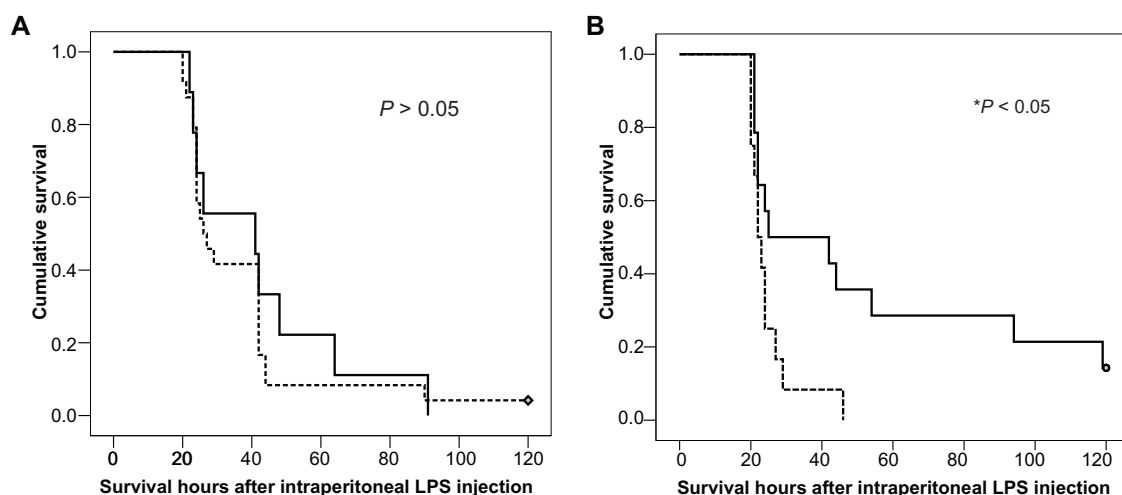 A
1.0
0.8
0.6
0.4
0.2
0.0
Cumulative survival
P > 0.05
0 20 40 60 80 100 120
Survival hours after intraperitoneal LPS injection
B
1.0
0.8
0.6
0.4
0.2
0.0
Cumulative survival
*P < 0.05
0 20 40 60 80 100 120
Survival hours after intraperitoneal LPS injection